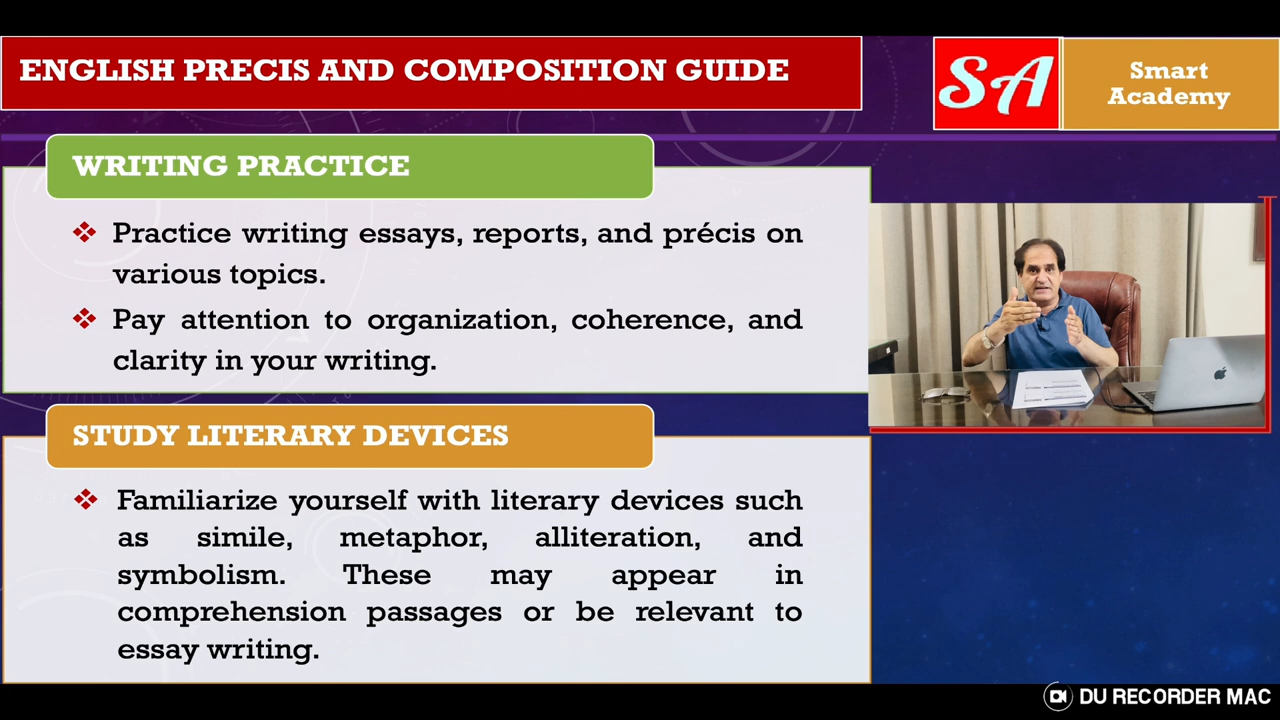 ENGLISH PRECIS AND COMPOSITION GUIDE
SA
Smart
Academy
WRITING PRACTICE
❖ Practice writing essays, reports, and précis on
various topics.
❖ Pay attention to organization, coherence, and
clarity in your writing.
STUDY LITERARY DEVICES
❖ Familiarize yourself with literary devices such
as simile, metaphor, alliteration, and
symbolism. These may appear in
comprehension passages or be relevant to
essay writing.
DU RECORDER MAC